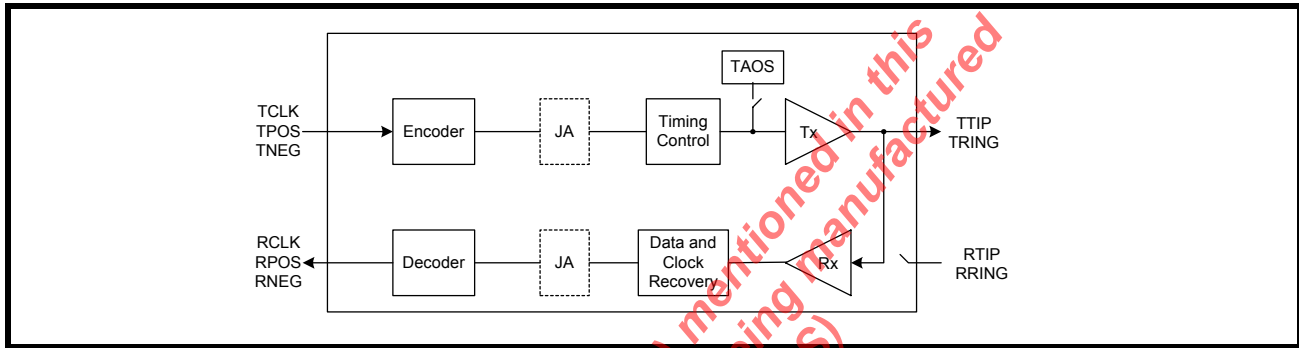 TAOS
TCLK
TPOS
TNEG
Encoder
JA
Timing
Control
Tx
TTIP
TRING
RCLK
RPOS
RNEG
Decoder
JA
Data and
Clock
Recovery
Rx
RTIP
RRING
mentioned in this
manufactured